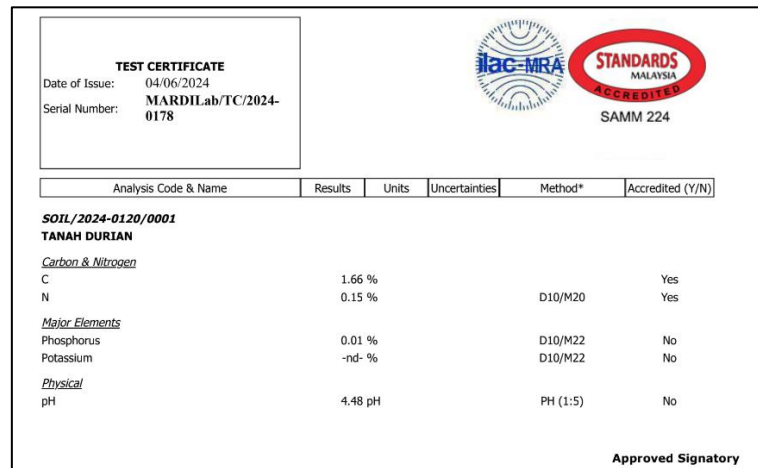 TEST CERTIFICATE
Date of Issue: 04/06/2024
Serial Number: MARDILab/TC/2024-
0178
ilac-MRA
STANDARDS
MALAYSIA
ACCREDITED
SAMM 224
Analysis Code & Name Results Units Uncertainties Method* Accredited (Y/N)
SOIL/2024-0120/0001
TANAH DURIAN
Carbon & Nitrogen
C 1.66 % Yes
N 0.15 % D10/M20 Yes
Major Elements
Phosphorus 0.01 % D10/M22 No
Potassium -nd- % D10/M22 No
Physical
pH 4.48 pH PH (1:5) No
Approved Signatory